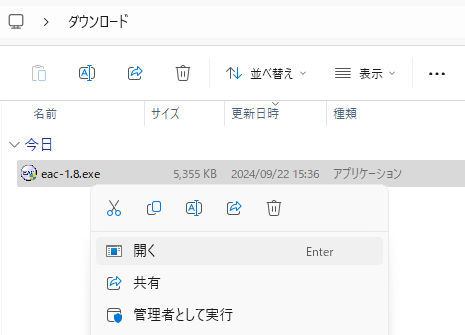 ダウンロード
並べ替え 表示
名前 サイズ 更新日時 種類
今日
eac-1.8.exe 5,355 KB 2024/09/22 15:36 アプリケーション
開く Enter
共有
管理者として実行